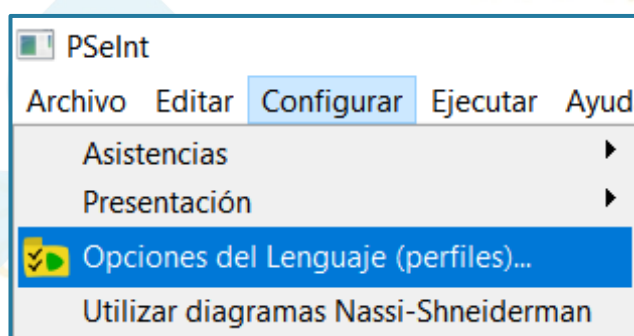 PSeInt
Archivo Editar Configurar Ejecutar Ayud
Asistencias
Presentación
Opciones del Lenguaje (perfiles)...
Utilizar diagramas Nassi-Shneiderman